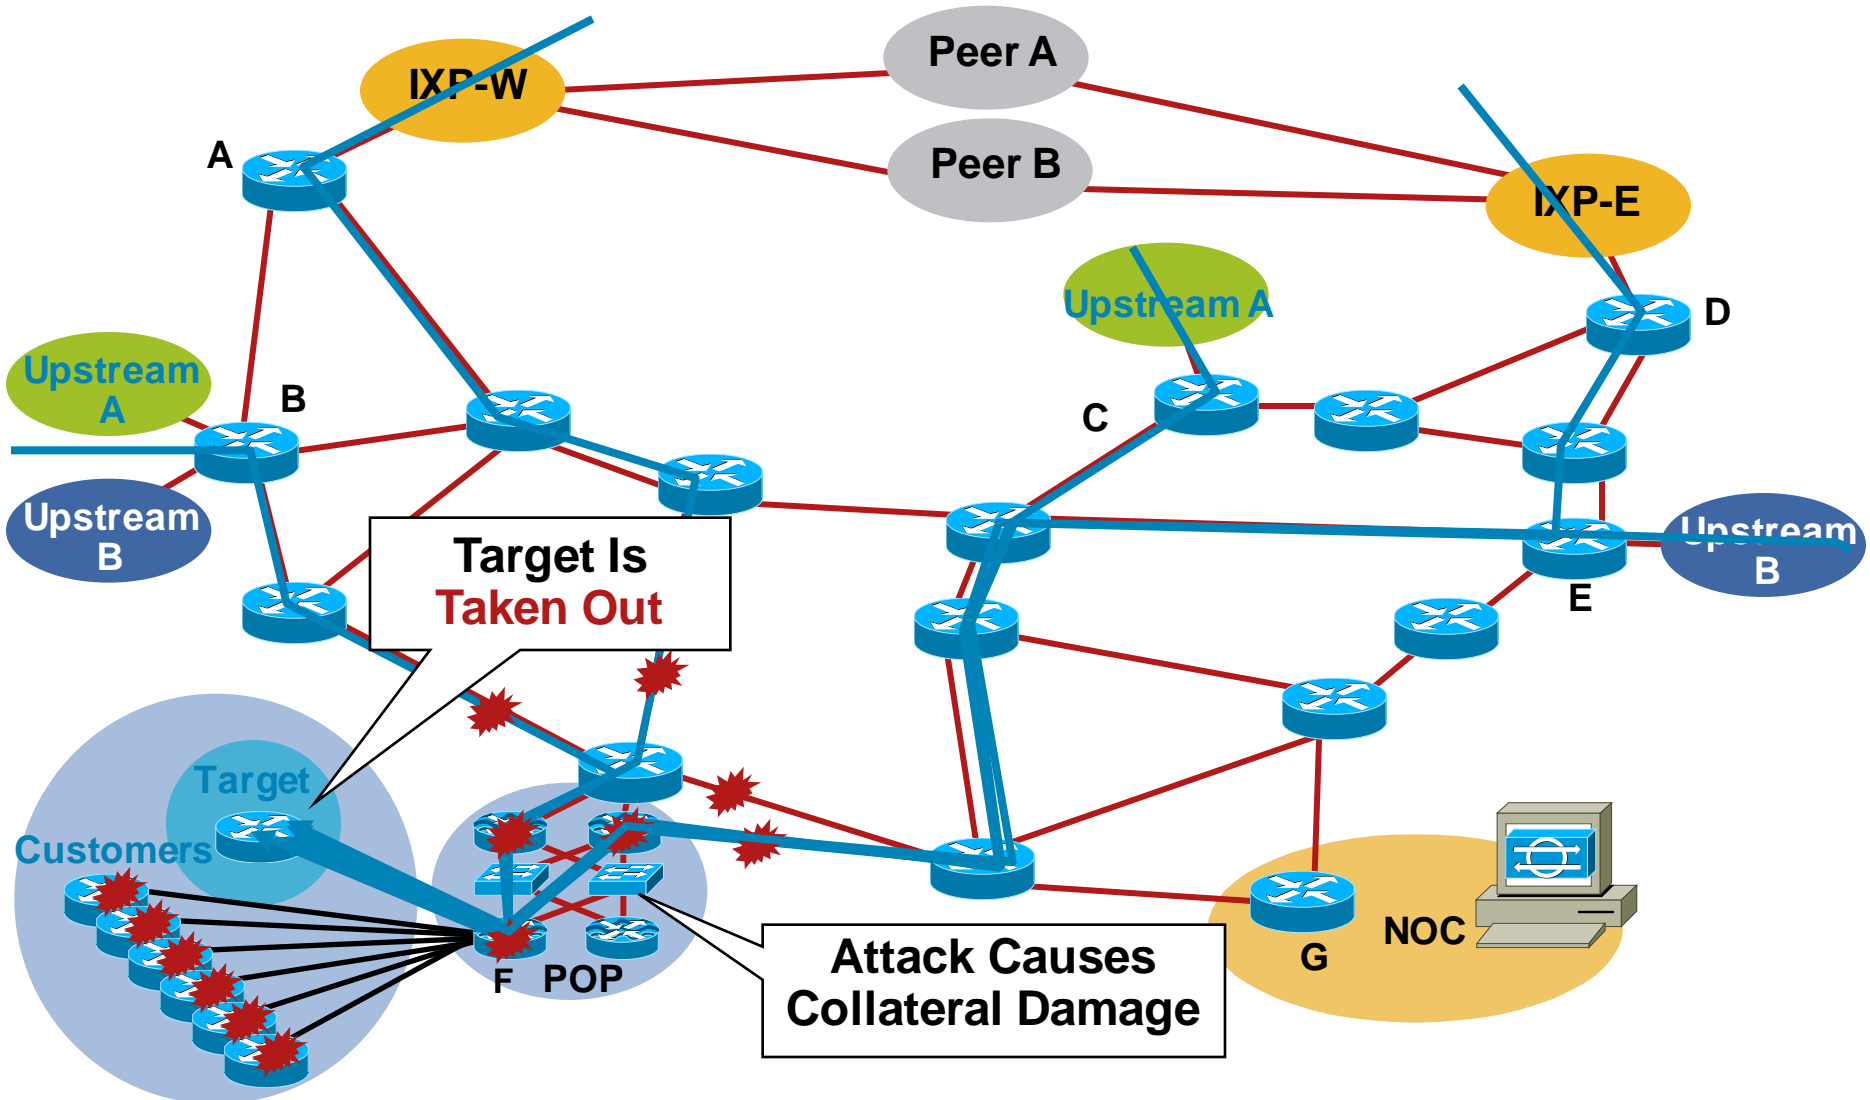 IXP-W
Peer A
Peer B
IXP-E
A
Upstream A
D
Upstream
A
B
C
Upstream
B
Target Is
Taken Out
Upstream
B
E
Target
Customers
F
POP
Attack Causes
Collateral Damage
NOC
G